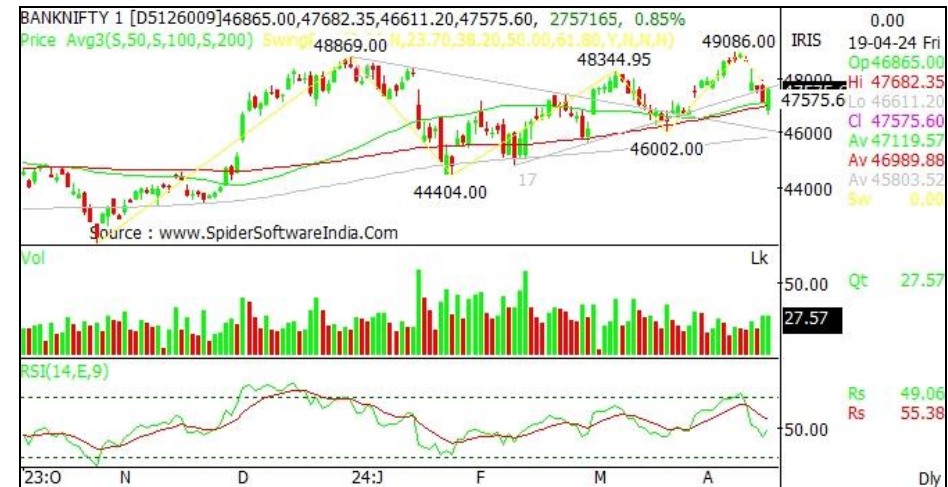 BANKNIFTY 1 [D5126009]46865.00,47682.35,46611.20,47575.60, 2757165, 0.85%
Price Avg3(S,50,S,100,S,200) N,23.70,38.20,50.00,61.80,Y,N,N,N)
48869.00
48344.95
49086.00
46002.00
44404.00
17
Source : www.SpiderSoftwareIndia.Com
IRIS
48000
47575.6
46000
44000
0.00
19-04-24 Fri
Op46865.00
Hi 47682.35
Lo 46611.20
Cl 47575.60
Av 47119.57
Av 46989.88
Av 45803.52
Sw 0.00
Vol
Lk
50.00
27.57
Qt 27.57
RSI(14,E,9)
50.00
Rs 49.06
Rs 55.38
'23:O N D 24:J F M A
Dly